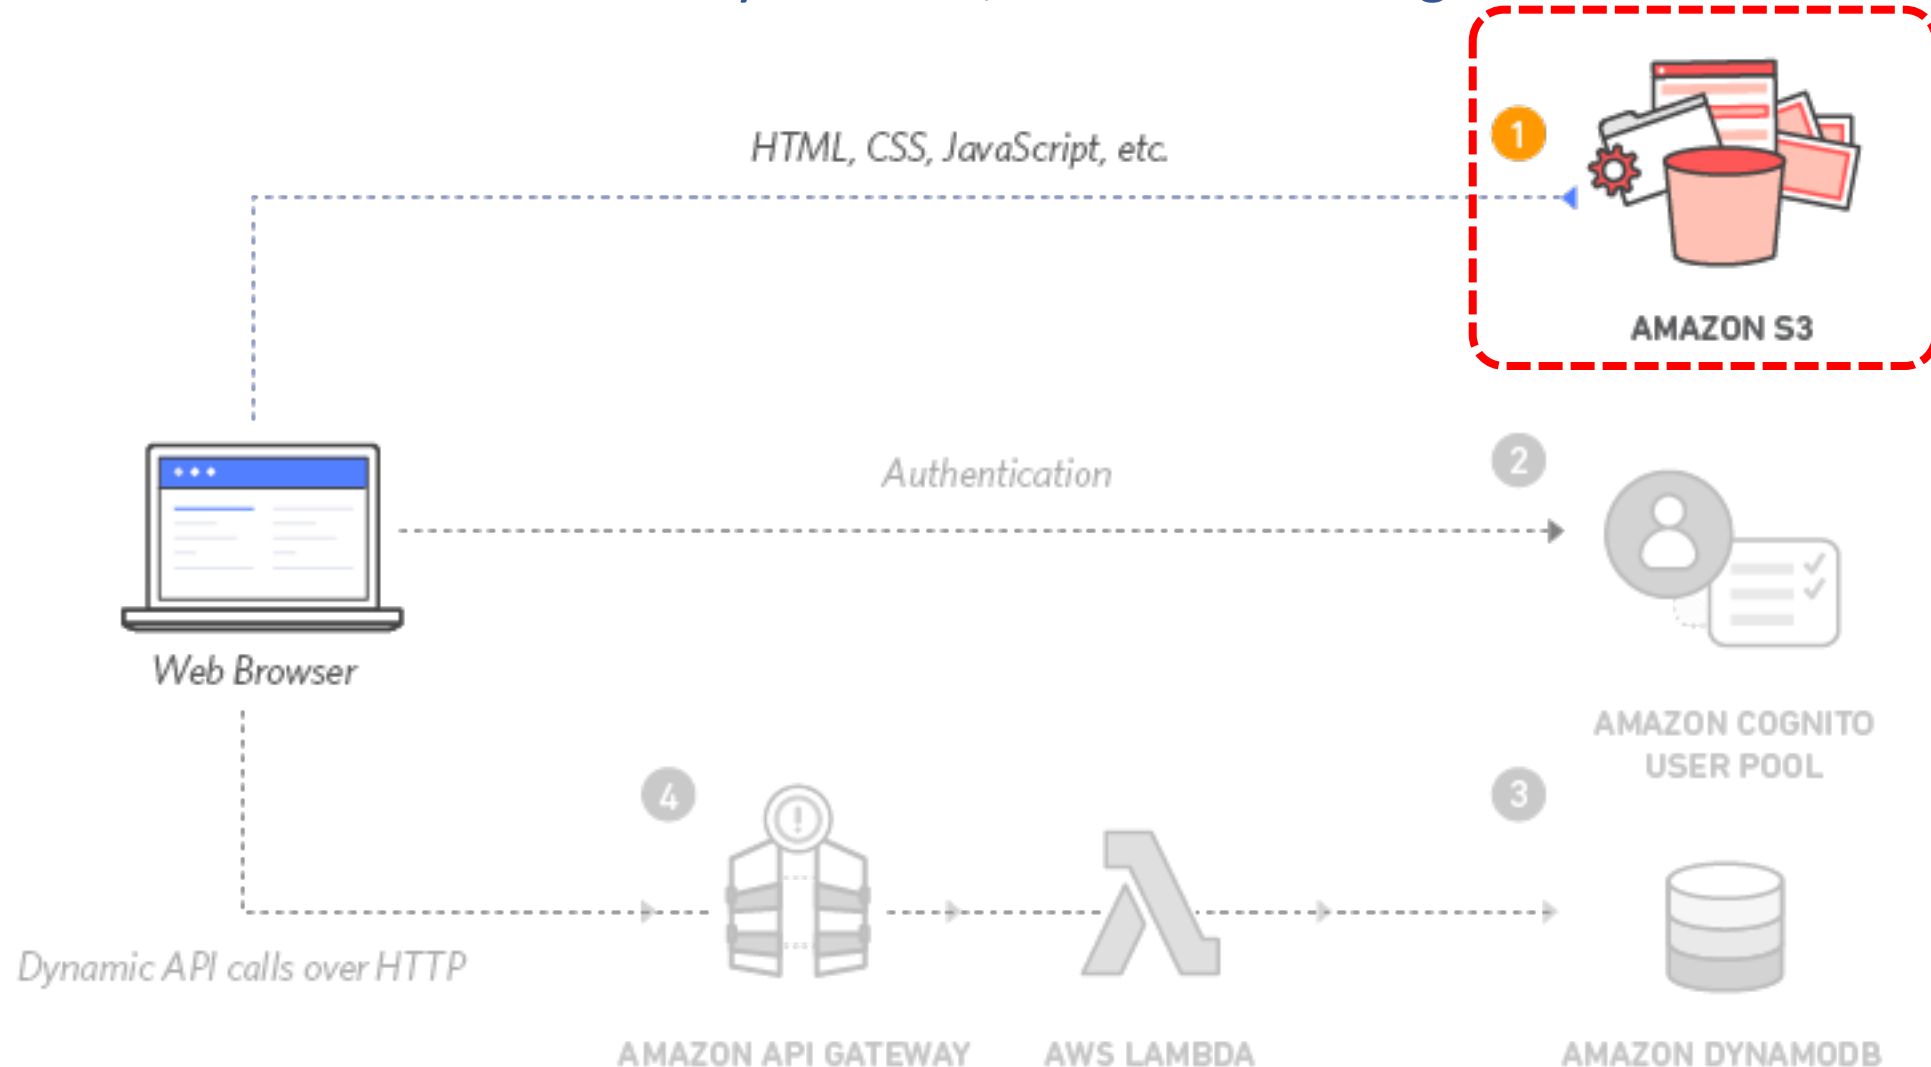 1
HTML, CSS, JavaScript, etc.
AMAZON S3
2
Authentication
Web Browser
AMAZON COGNITO
USER POOL
4
3
Dynamic API calls over HTTP
AMAZON API GATEWAY
AWS LAMBDA
AMAZON DYNAMODB